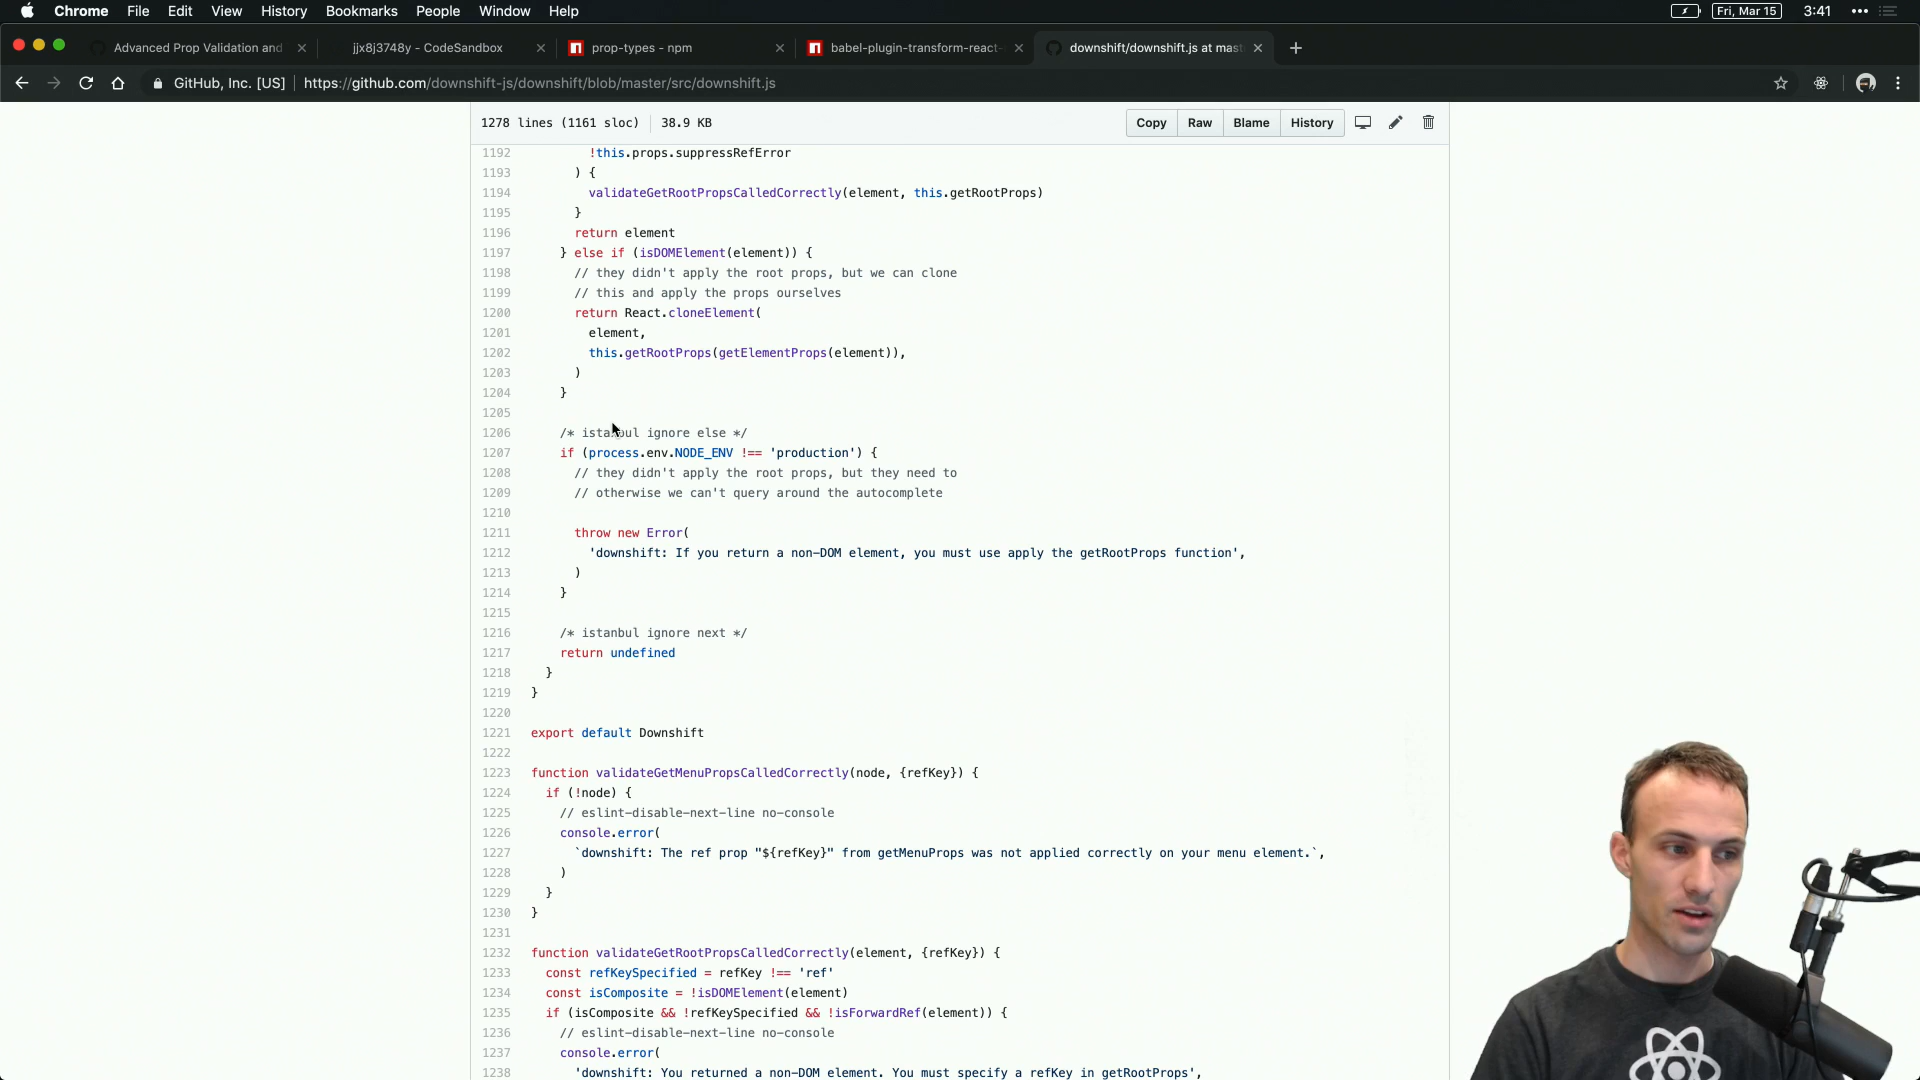 Chrome File Edit View History Bookmarks People Window Help Fri, Mar 15 3:41
Advanced Prop Validation and
jjx8j3748y - CodeSandbox
prop-types - npm
babel-plugin-transform-react-
downshift/downshift.js at mast
GitHub, Inc. [US] https://github.com/downshift-js/downshift/blob/master/src/downshift.js
1278 lines (1161 sloc) 38.9 KB Copy Raw Blame History
1192 !this.props.suppressRefError
1193 ) {
1194 validateGetRootPropsCalledCorrectly(element, this.getRootProps)
1195 }
1196 return element
1197 } else if (isDOMElement(element)) {
1198 // they didn't apply the root props, but we can clone
1199 // this and apply the props ourselves
1200 return React.cloneElement(
1201 element,
1202 this.getRootProps(getElementProps(element)),
1203 )
1204 }
1205
1206 /* istanbul ignore else */
1207 if (process.env.NODE_ENV !== 'production') {
1208 // they didn't apply the root props, but they need to
1209 // otherwise we can't query around the autocomplete
1210
1211 throw new Error(
1212 'downshift: If you return a non-DOM element, you must use apply the getRootProps function',
1213 )
1214 }
1215
1216 /* istanbul ignore next */
1217 return undefined
1218 }
1219 }
1220
1221 export default Downshift
1222
1223 function validateGetMenuPropsCalledCorrectly(node, {refKey}) {
1224 if (!node) {
1225 // eslint-disable-next-line no-console
1226 console.error(
1227 `downshift: The ref prop "${refKey}" from getMenuProps was not applied correctly on your menu element.`,
1228 )
1229 }
1230 }
1231
1232 function validateGetRootPropsCalledCorrectly(element, {refKey}) {
1233 const refKeySpecified = refKey !== 'ref'
1234 const isComposite = !isDOMElement(element)
1235 if (isComposite && !refKeySpecified && !isForwardRef(element)) {
1236 // eslint-disable-next-line no-console
1237 console.error(
1238 'downshift: You returned a non-DOM element. You must specify a refKey in getRootProps',